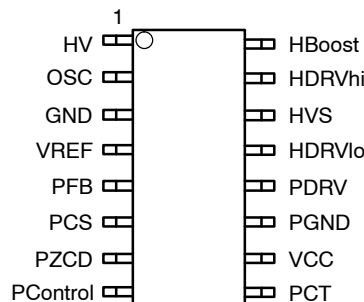 1
HV HBoost
OSC HDRVhi
GND HVS
VREF HDRVlo
PFB PDRV
PCS PGND
PZCD VCC
PControl PCT